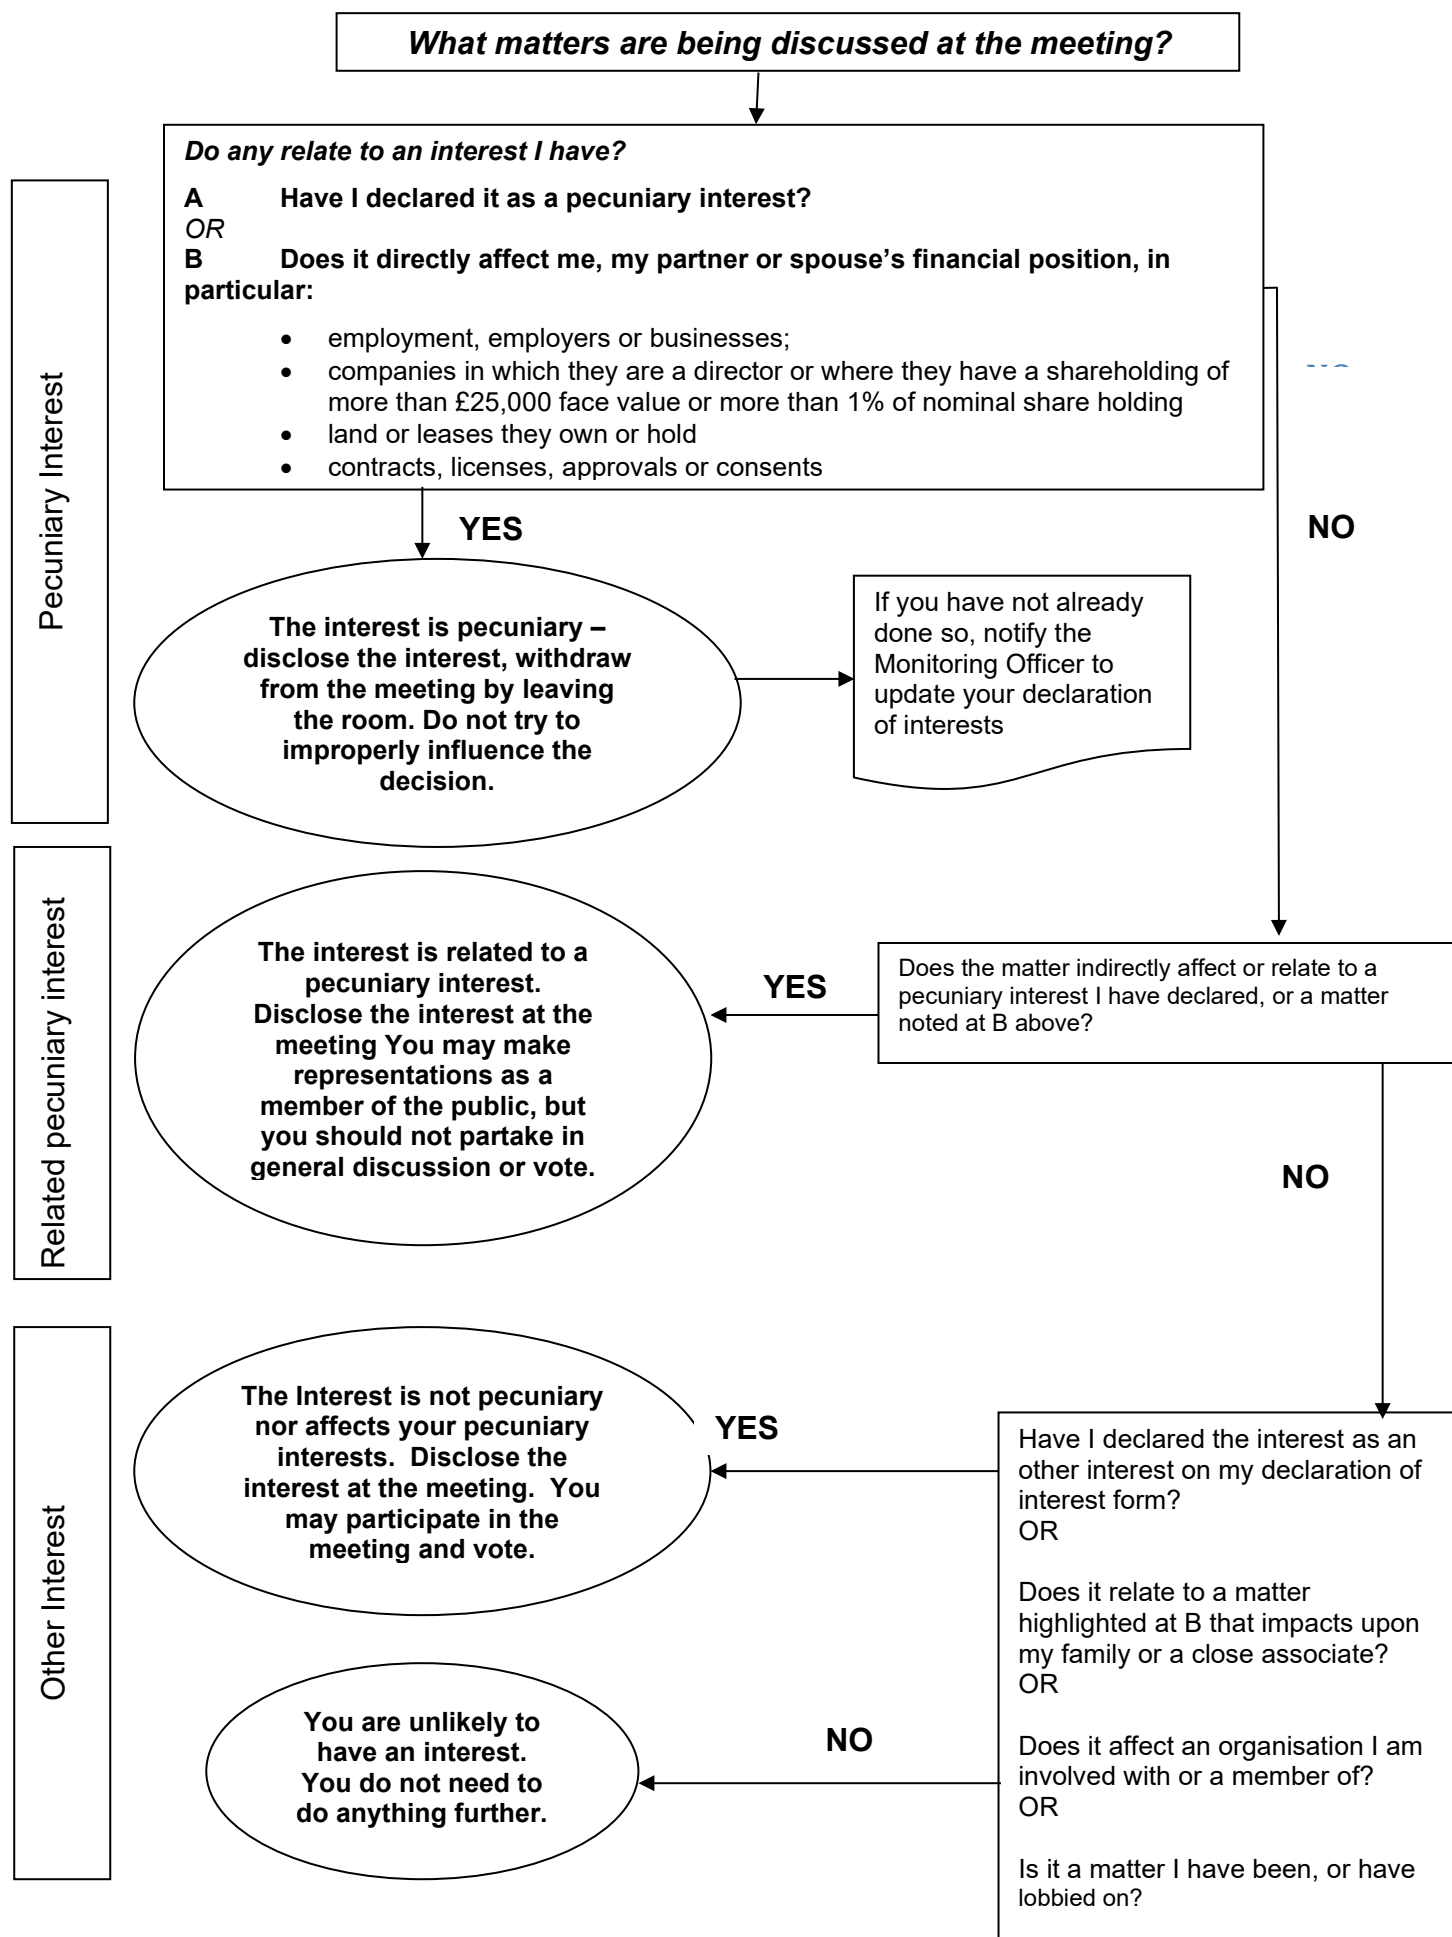 What matters are being discussed at the meeting?
Do any relate to an interest I have?
A Have I declared it as a pecuniary interest?
OR
B Does it directly affect me, my partner or spouse’s financial position, in
particular:
• employment, employers or businesses;
• companies in which they are a director or where they have a shareholding of
more than £25,000 face value or more than 1% of nominal share holding
• land or leases they own or hold
• contracts, licenses, approvals or consents
Pecuniary Interest
YES
NO
The interest is pecuniary –
disclose the interest, withdraw
from the meeting by leaving
the room. Do not try to
improperly influence the
decision.
If you have not already
done so, notify the
Monitoring Officer to
update your declaration
of interests
Related pecuniary interest
The interest is related to a
pecuniary interest.
Disclose the interest at the
meeting You may make
representations as a
member of the public, but
you should not partake in
general discussion or vote.
YES
Does the matter indirectly affect or relate to a
pecuniary interest I have declared, or a matter
noted at B above?
NO
Other Interest
The Interest is not pecuniary
nor affects your pecuniary
interests. Disclose the
interest at the meeting. You
may participate in the
meeting and vote.
YES
Have I declared the interest as an
other interest on my declaration of
interest form?
OR
Does it relate to a matter
highlighted at B that impacts upon
my family or a close associate?
OR
Does it affect an organisation I am
involved with or a member of?
OR
Is it a matter I have been, or have
lobbied on?
NO
You are unlikely to
have an interest.
You do not need to
do anything further.